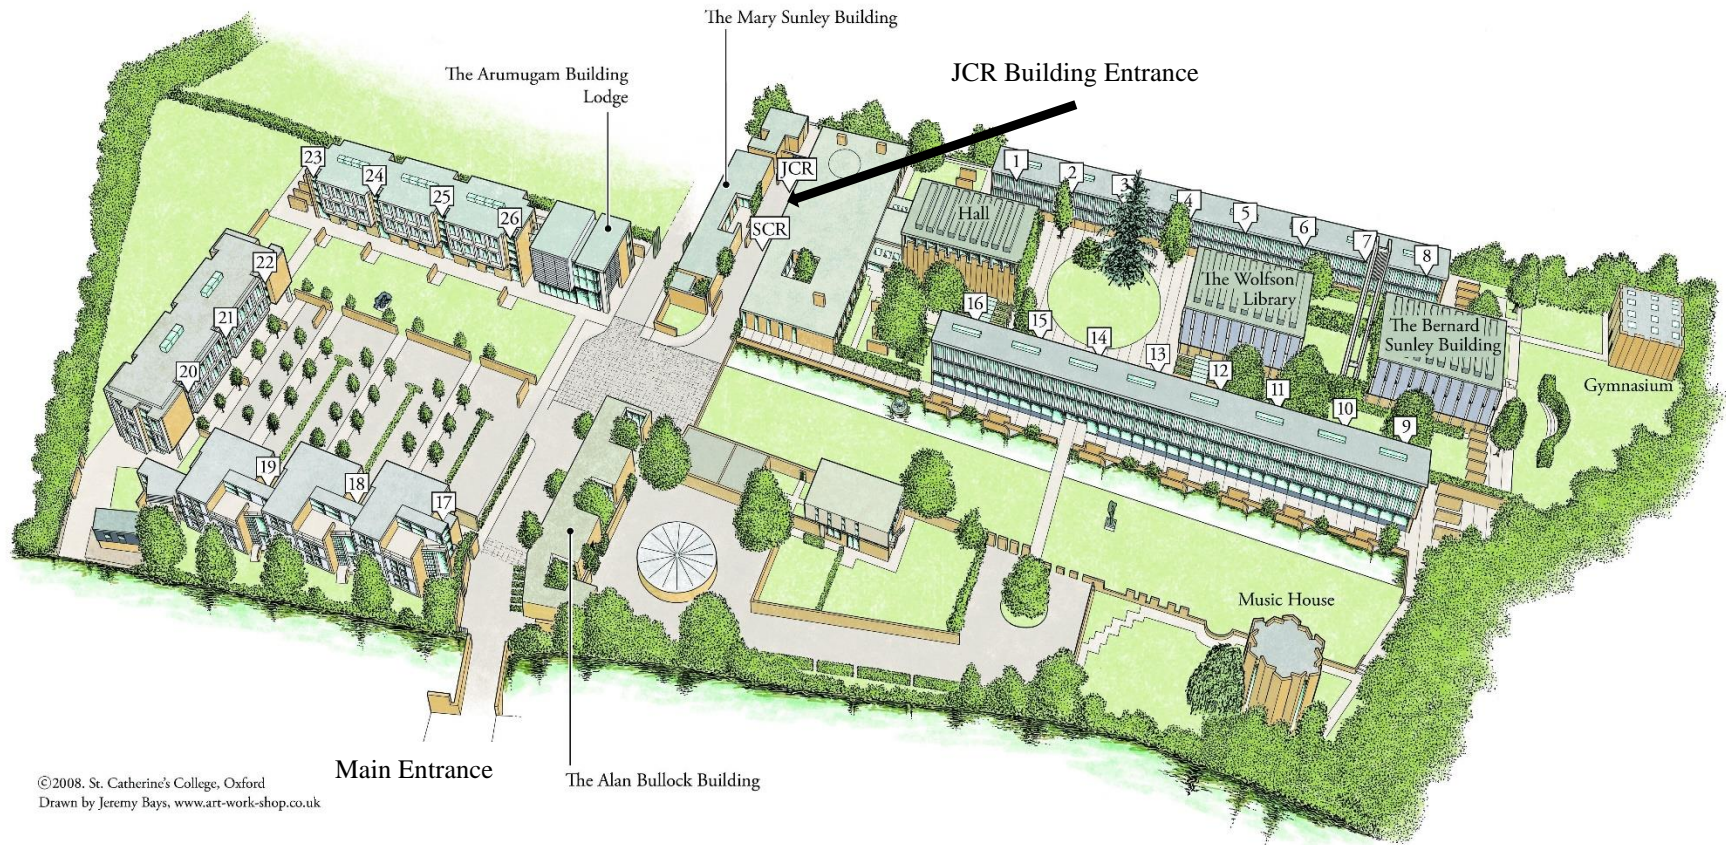 The Mary Sunley Building
The Arumugam Building
Lodge
JCR Building Entrance
JCR
SCR
Hall
1
2
3
4
5
6
7
8
23
24
25
26
22
21
20
19
18
17
16
15
14
13
12
11
10
9
The Wolfson
Library
The Bernard
Sunley Building
Gymnasium
Music House
Main Entrance
The Alan Bullock Building
©2008. St. Catherine's College, Oxford
Drawn by Jeremy Bays, www.art-work-shop.co.uk